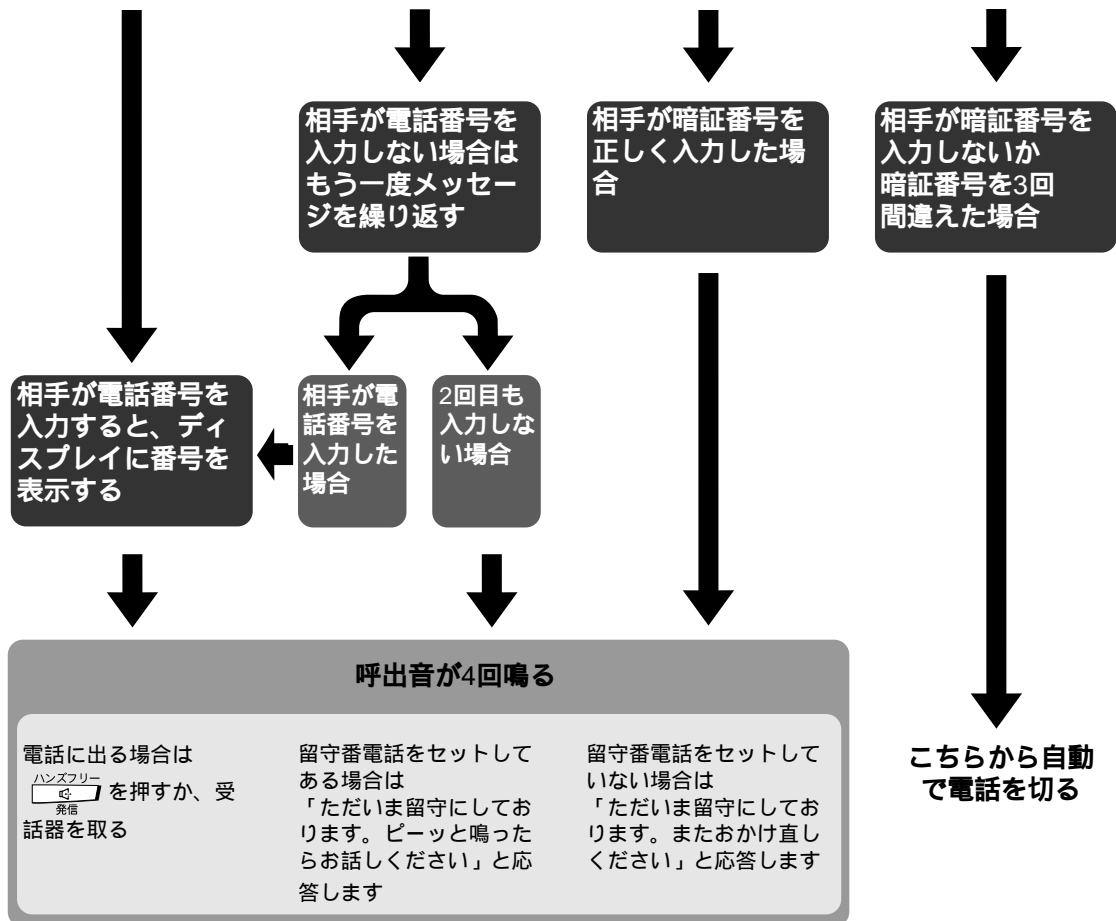 相手が電話番号を
入力しない場合は
もう一度メッセー
ジを繰り返す
相手が暗証番号を
正しく入力した場
合
相手が暗証番号を
入力しないか
暗証番号を3回
間違えた場合
相手が電話番号を
入力すると、ディ
スプレイに番号を
表示する
相手が電
話番号を
入力した
場合
2回目も
入力しな
い場合
呼出音が4回鳴る
電話に出る場合は
ハンズフリー
発信
を押すか、受
話器を取る
留守番電話をセットして
ある場合は
「ただいま留守にしてお
ります。ピーッと鳴った
らお話しください」と応
答します
留守番電話をセットして
いない場合は
「ただいま留守にしてお
ります。またおかけ直し
ください」と応答します
こちらから自動
で電話を切る